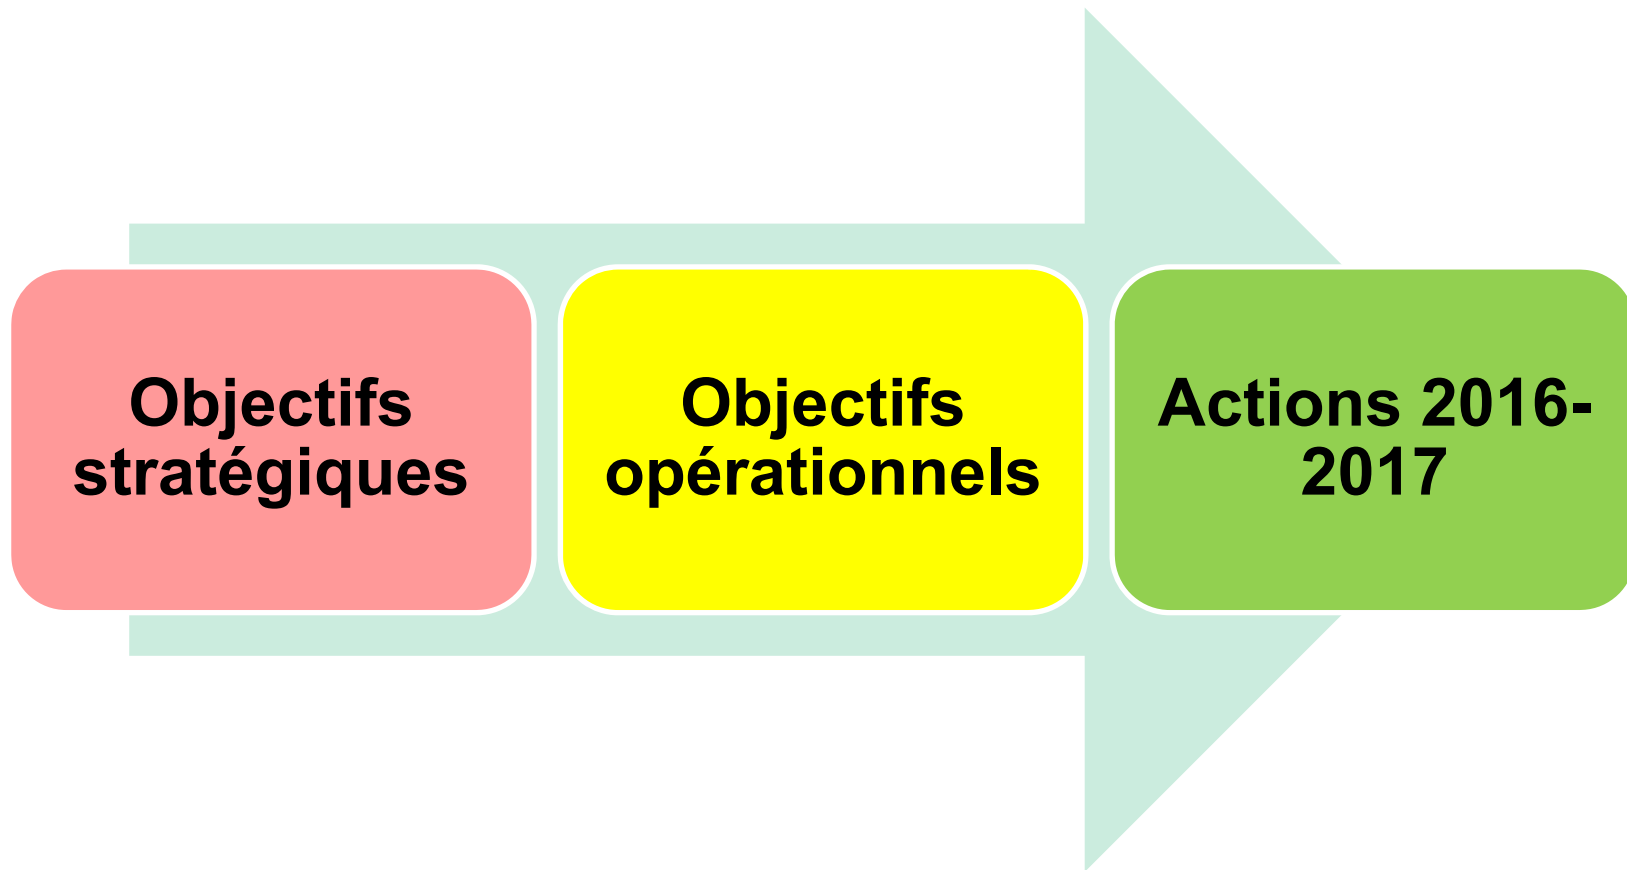 Objectifs
stratégiques
Objectifs
opérationnels
Actions 2016-
2017